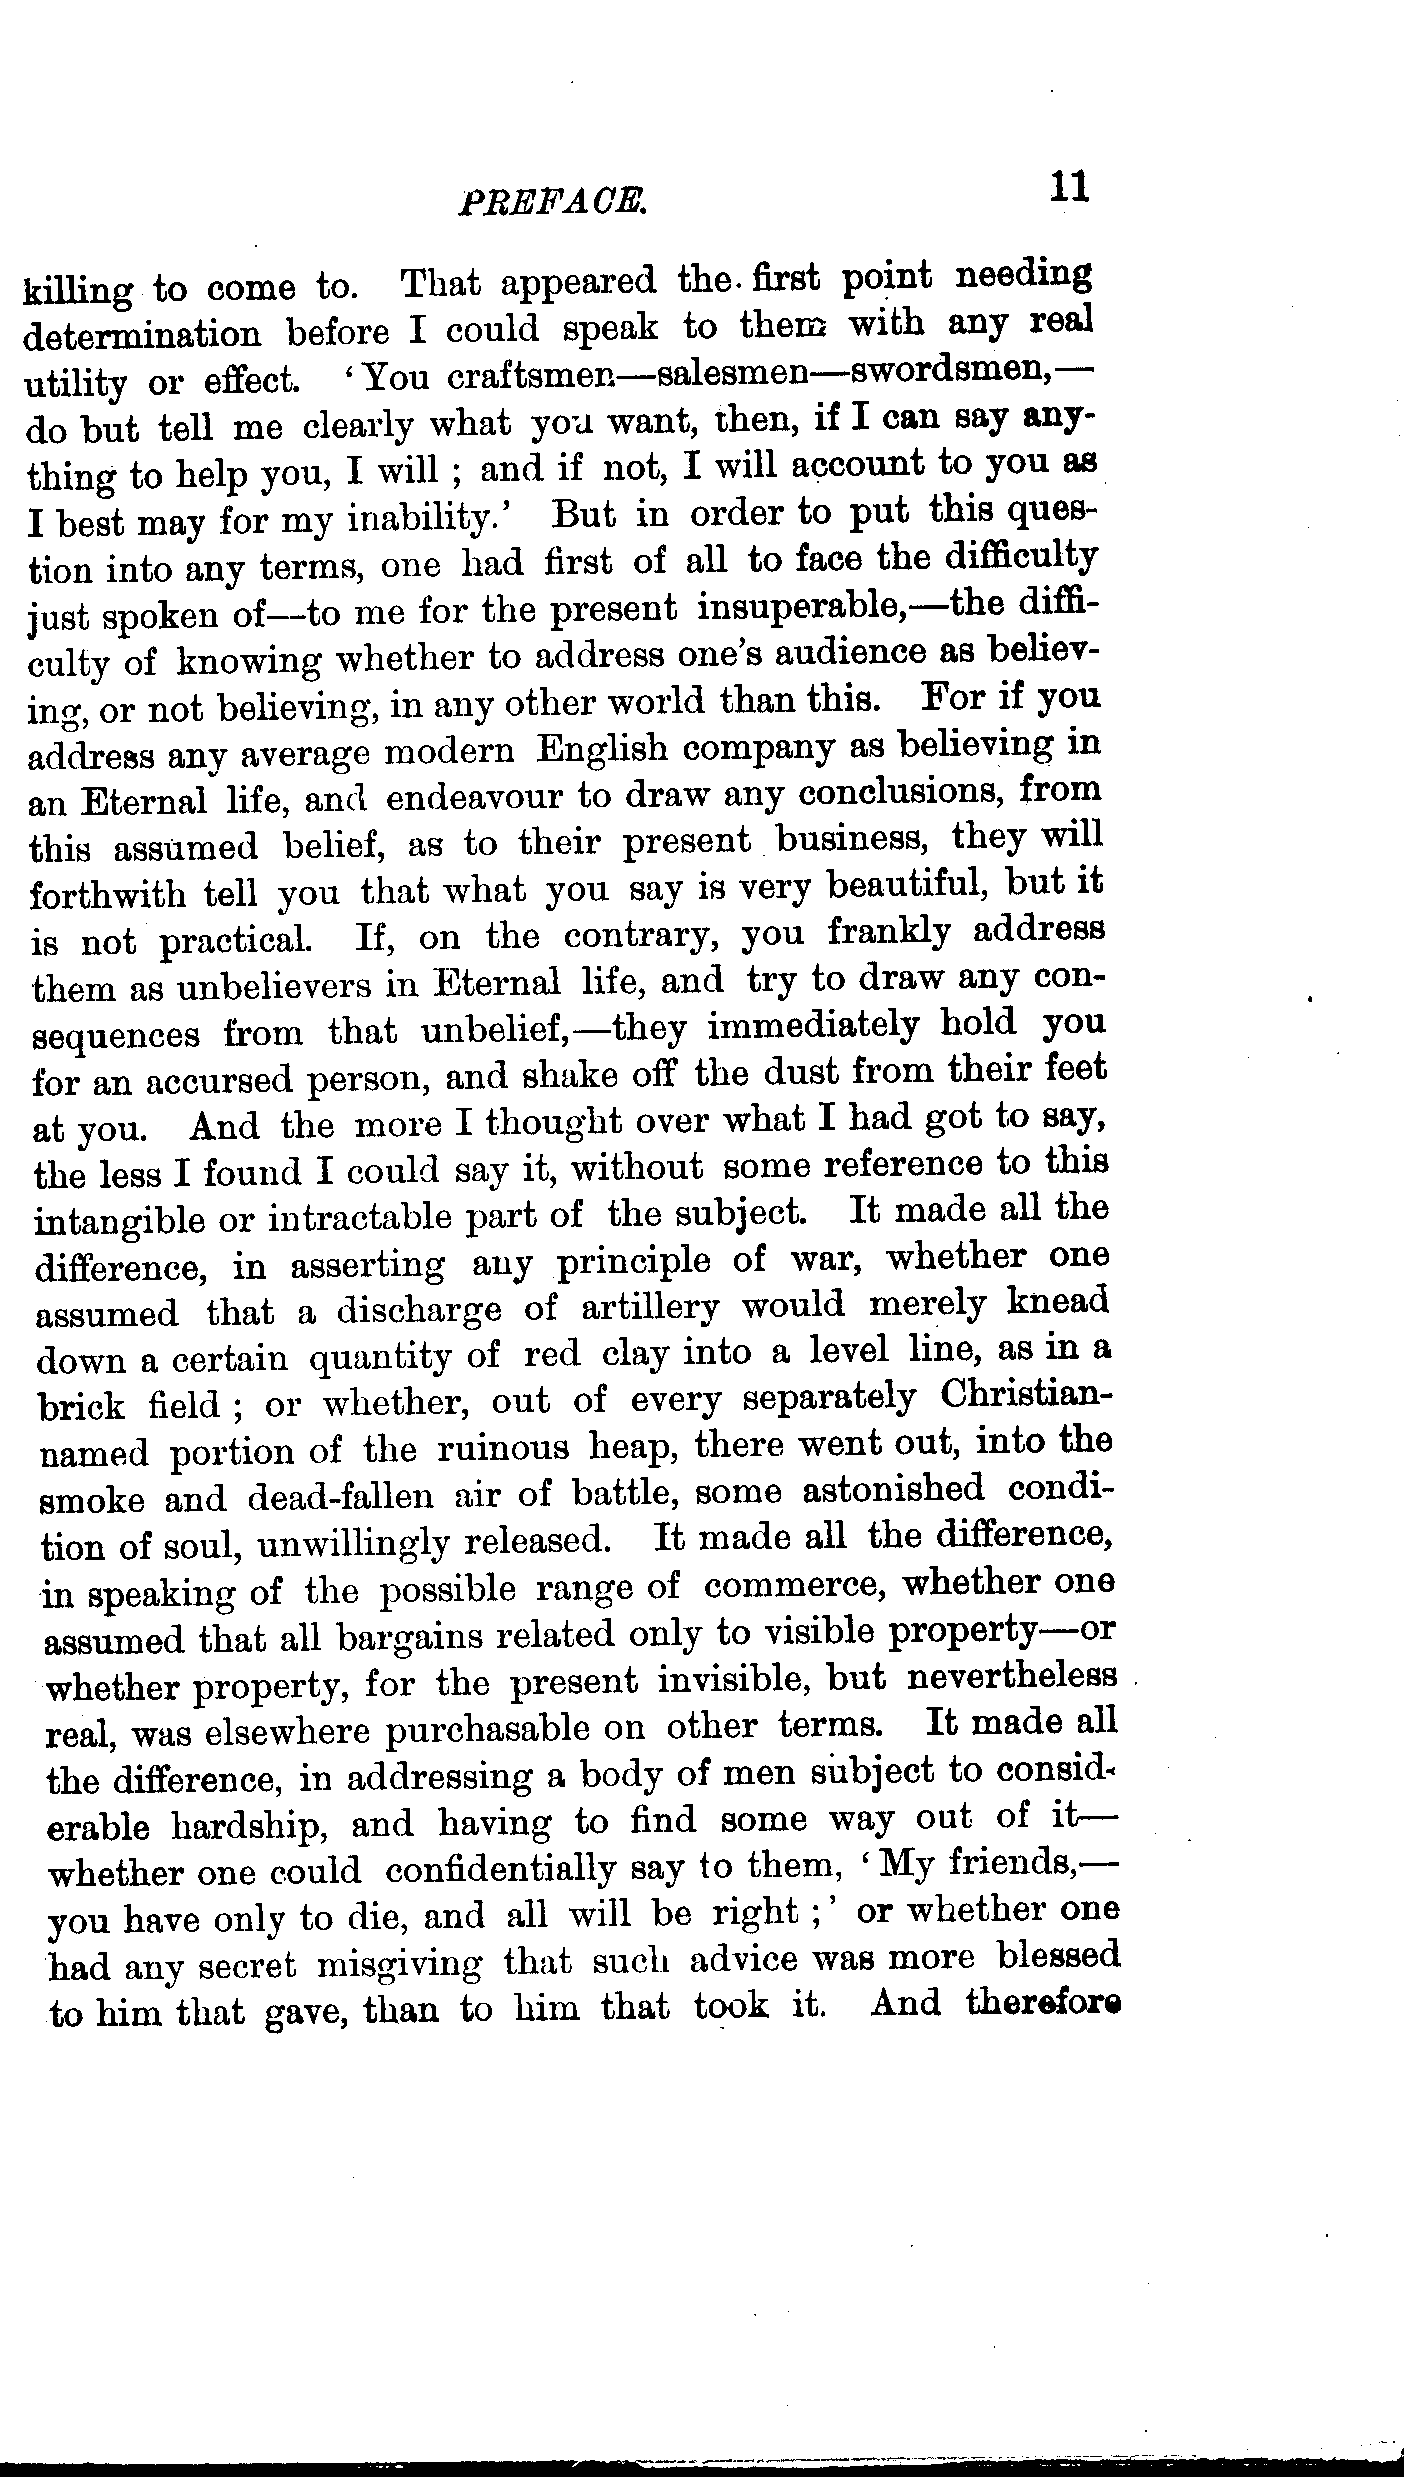 PREFACE. 11
killing to come to. That appeared the first point needing
determination before I could speak to them with any real
utility or effect. ‘You craftsmen—salesmen—swordsmen,—
do but tell me clearly what you want, then, if I can say any-
thing to help you, I will ; and if not, I will account to you as
I best may for my inability.’ But in order to put this ques-
tion into any terms, one had first of all to face the difficulty
just spoken of—to me for the present insuperable,—the diffi-
culty of knowing whether to address one’s audience as believ-
ing, or not believing, in any other world than this. For if you
address any average modern English company as believing in
an Eternal life, and endeavour to draw any conclusions, from
this assumed belief, as to their present business, they will
forthwith tell you that what you say is very beautiful, but it
is not practical. If, on the contrary, you frankly address
them as unbelievers in Eternal life, and try to draw any con-
sequences from that unbelief,—they immediately hold you
for an accursed person, and shake off the dust from their feet
at you. And the more I thought over what I had got to say,
the less I found I could say it, without some reference to this
intangible or intractable part of the subject. It made all the
difference, in asserting any principle of war, whether one
assumed that a discharge of artillery would merely knead
down a certain quantity of red clay into a level line, as in a
brick field ; or whether, out of every separately Christian-
named portion of the ruinous heap, there went out, into the
smoke and dead-fallen air of battle, some astonished condi-
tion of soul, unwillingly released. It made all the difference,
in speaking of the possible range of commerce, whether one
assumed that all bargains related only to visible property—or
whether property, for the present invisible, but nevertheless
real, was elsewhere purchasable on other terms. It made all
the difference, in addressing a body of men subject to consid-
erable hardship, and having to find some way out of it—
whether one could confidentially say to them, ‘My friends,—
you have only to die, and all will be right ;’ or whether one
had any secret misgiving that such advice was more blessed
to him that gave, than to him that took it. And therefore